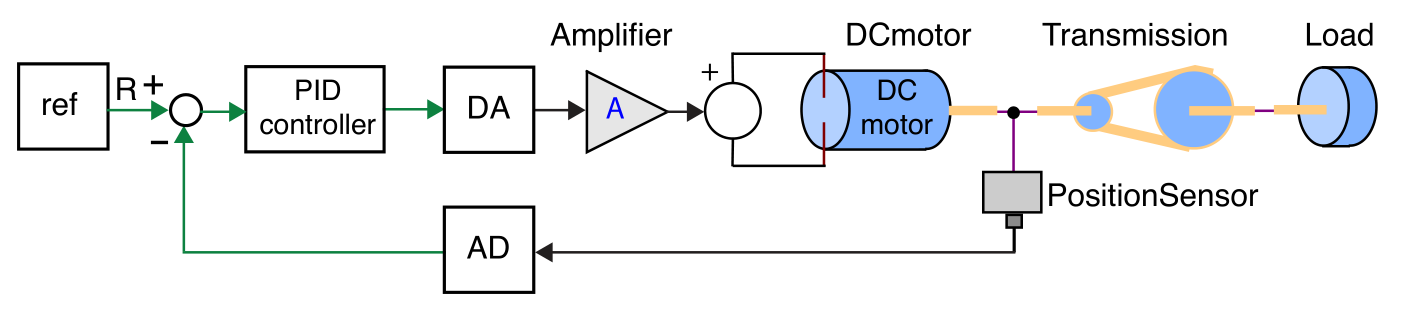 Amplifier
DCmotor
Transmission
Load
ref
R
+
−
PID
controller
DA
A
+
DC
motor
PositionSensor
AD